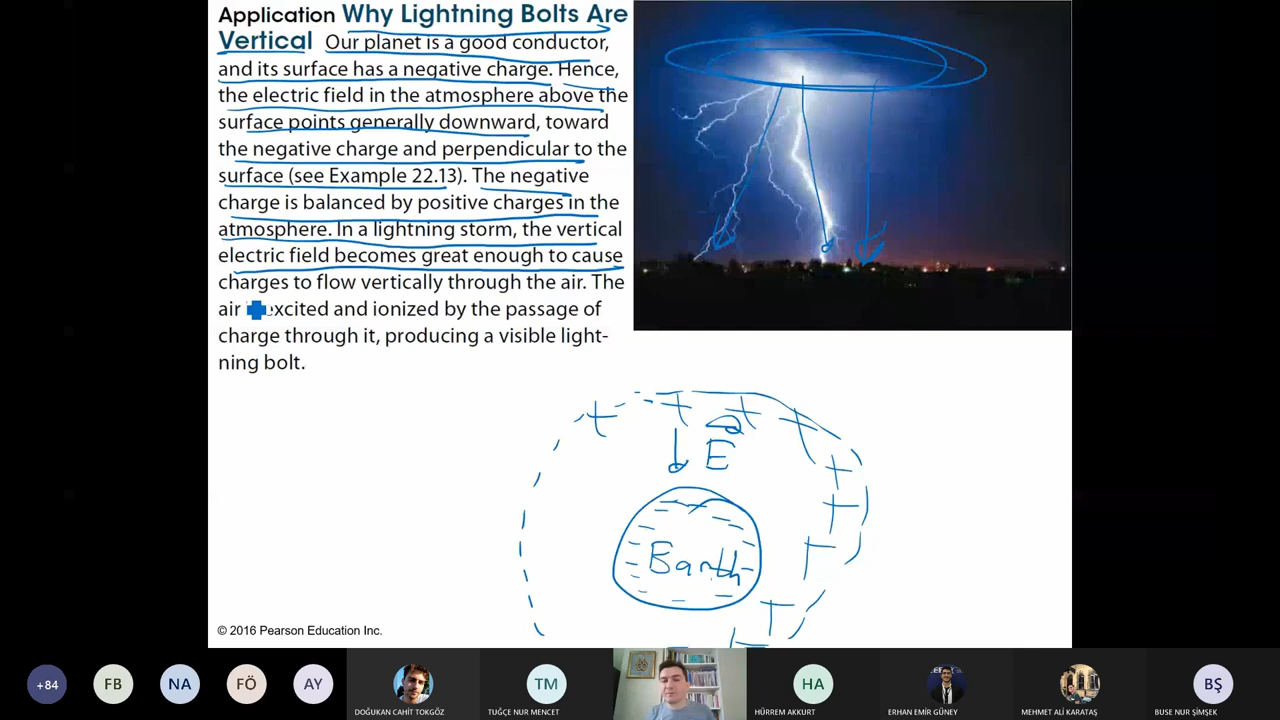 Application Why Lightning Bolts Are
Vertical Our planet is a good conductor,
and its surface has a negative charge. Hence,
the electric field in the atmosphere above the
surface points generally downward, toward
the negative charge and perpendicular to the
surface (see Example 22.13). The negative
charge is balanced by positive charges in the
atmosphere. In a lightning storm, the vertical
electric field becomes great enough to cause
charges to flow vertically through the air. The
air excited and ionized by the passage of
charge through it, producing a visible light-
ning bolt.
E
Earth
© 2016 Pearson Education Inc.
+84
FB
NA
FÖ
AY
DOĞUKAN CAHİT TOKGÖZ
TM
TUĞÇE NUR MENCET
HA
HÜRREM AKKURT
ERHAN EMİR GÜNEY
MEHMET ALİ KARATAŞ
BŞ
BUSE NUR ŞİMŞEK